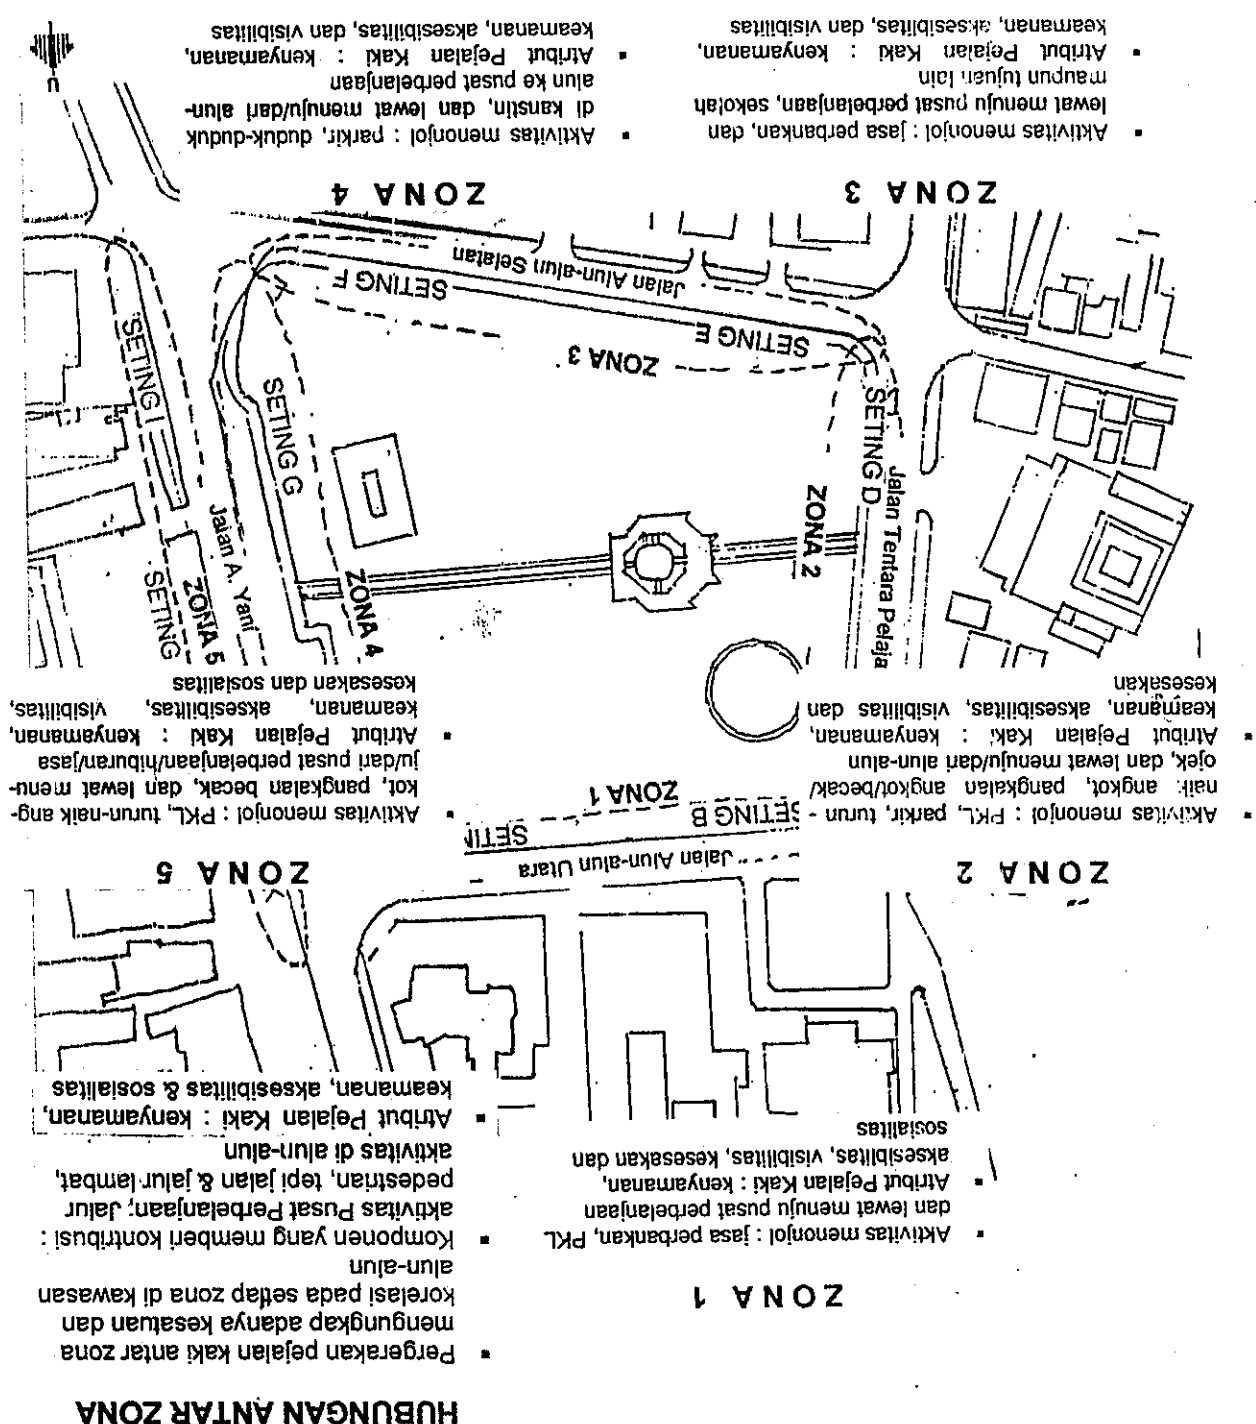 HUBUNGAN ANTAR ZONA
▪ Pergerakan pejalan kaki antar zona
mengungkap adanya kesatuan dan
korelasi pada setiap zona di kawasan
alun-alun
▪ Komponen yang memberi kontribusi :
aktivitas Pusat Perbelanjaan; Jalur
pedestrian, tepi jalan & jalur lambat,
aktivitas di alun-alun
▪ Atribut Pejalan Kaki : kenyamanan,
keamanan, aksesibilitas & sosialitas
ZONA 1
▪ Aktivitas menonjol : jasa perbankan, PKL
dan lewat menuju pusat perbelanjaan
▪ Atribut Pejalan Kaki : kenyamanan,
aksesibilitas, visibilitas, kesesakan dan
sosialitas
ZONA 2
▪ Aktivitas menonjol : PKL, parkir, turun -
naik angkot, pangkalan angkot/becak/
ojek, dan lewat menuju/dari alun-alun
▪ Atribut Pejalan Kaki : kenyamanan,
keamanan, aksesibilitas, visibilitas dan
kesesakan
ZONA 5
▪ Aktivitas menonjol : PKL, turun-naik ang-
kot, pangkalan becak, dan lewat menu-
ju/dari pusat perbelanjaan/hiburan/jasa
▪ Atribut Pejalan Kaki : kenyamanan,
keamanan, aksesibilitas, visibilitas,
kesesakan dan sosialitas
Jalan Alun-alun Utara
SETING B
SETIN
ZONA 1
Jalan Tentara Pelaja
ZONA 2
SETING D
ZONA 4
ZONA 5
SETING
Jalan A. Yani
SETING G
SETING I
ZONA 3
SETING E
SETING F
Jalan Alun-alun Selatan
ZONA 3
▪ Aktivitas menonjol : jasa perbankan, dan
lewat menuju pusat perbelanjaan, sekolah
maupun tujuan lain
▪ Atribut Pejalan Kaki : kenyamanan,
keamanan, aksesibilitas, dan visibilitas
ZONA 4
▪ Aktivitas menonjol : parkir, duduk-duduk
di kanstin, dan lewat menuju/dari alun-
alun ke pusat perbelanjaan
▪ Atribut Pejalan Kaki : kenyamanan,
keamanan, aksesibilitas, dan visibilitas